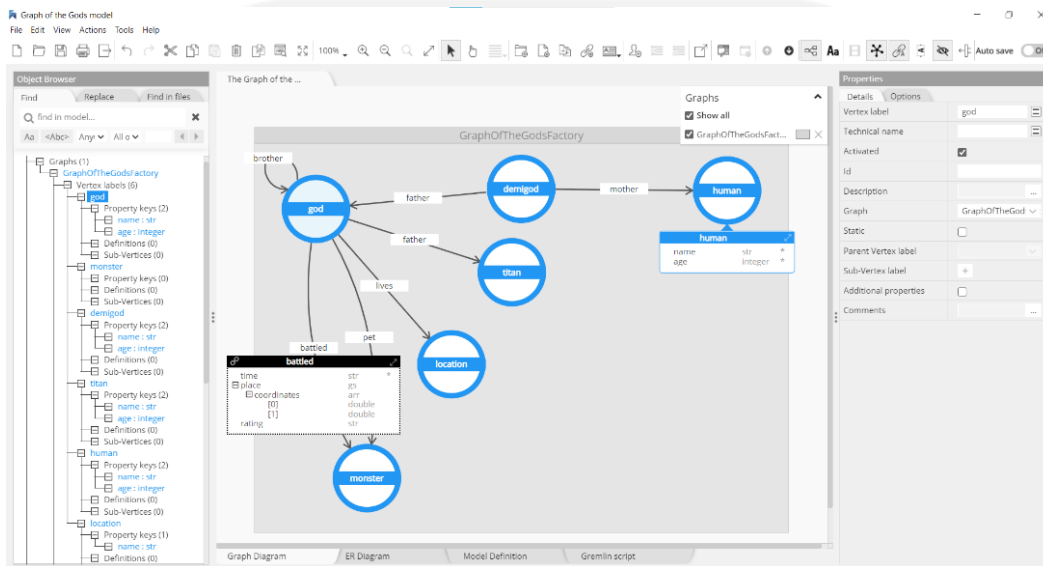 Graph of the Gods model
File Edit View Actions Tools Help
100%
Aa
Auto save
Object Browser
Find Replace Find in files
find in model...
Aa <Abc> Any All o
Graphs (1)
GraphOfTheGodsFactory
Vertex labels (6)
god
Property keys (2)
name : str
age : integer
Definitions (0)
Sub-Vertices (0)
monster
Property keys (0)
Definitions (0)
Sub-Vertices (0)
demigod
Property keys (2)
name : str
age : integer
Definitions (0)
Sub-Vertices (0)
titan
Property keys (2)
name : str
age : integer
Definitions (0)
Sub-Vertices (0)
human
Property keys (2)
name : str
age : integer
Definitions (0)
Sub-Vertices (0)
location
Property keys (1)
name : str
Definitions (0)
The Graph of the ...
Graphs
Show all
GraphOfTheGodsFact...
GraphOfTheGodsFactory
brother
god
father
demigod
mother
human
human
name str *
age integer *
father
titan
lives
pet
battled
location
battled
time str *
place gs
coordinates arr
[0] double
[1] double
rating str
monster
Graph Diagram ER Diagram Model Definition Gremlin script
Properties
Details Options
Vertex label god
Technical name
Activated
Id
Description ...
Graph GraphOfTheGod
Static
Parent Vertex label
Sub-Vertex label +
Additional properties
Comments ...